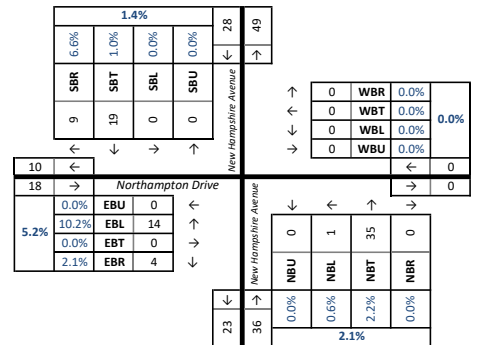 1.4%
28
49
6.6%
1.0%
0.0%
0.0%
SBR
SBT
SBL
SBU
9
19
0
0
← ↓ → ↑
↓ ↑
New Hampshire Avenue
↑ 0 WBR 0.0%
← 0 WBT 0.0%
↓ 0 WBL 0.0%
→ 0 WBU 0.0%
0.0%
10 ←
← 0
18 → Northampton Drive
→ 0
5.2%
0.0% EBU 0 ←
10.2% EBL 14 ↑
0.0% EBT 0 →
2.1% EBR 4 ↓
New Hampshire Avenue
↓ ← ↑ →
0
1
35
0
NBU
NBL
NBT
NBR
0.0%
0.6%
2.2%
0.0%
↓ ↑
23
36
2.1%